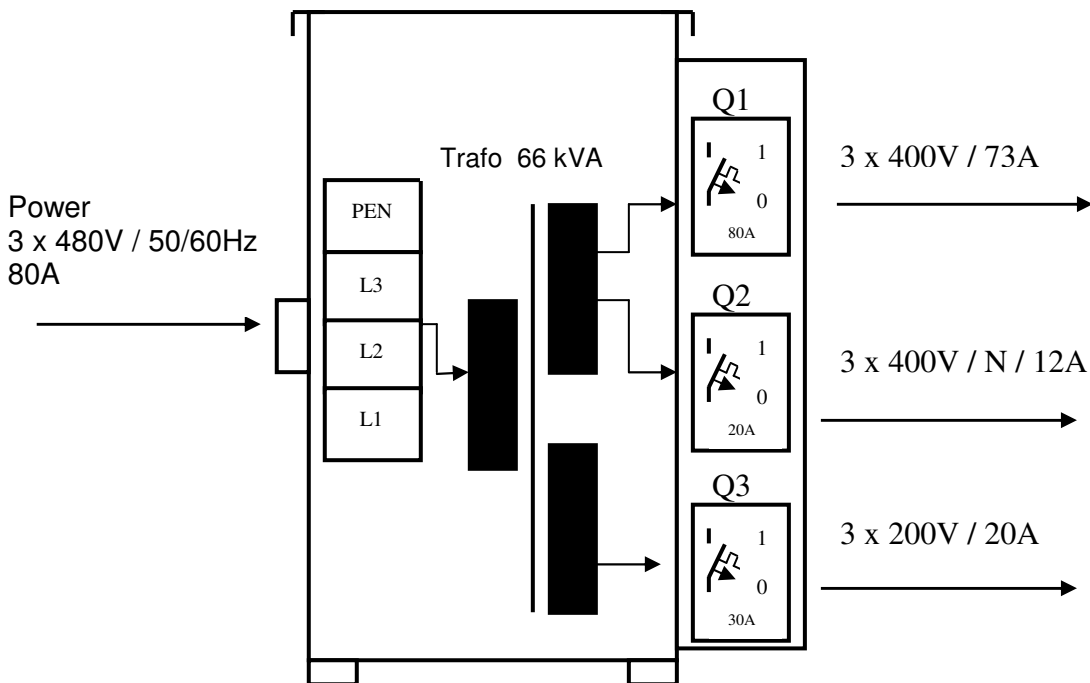 Power
3 x 480V / 50/60Hz
80A
PEN
L3
L2
L1
Trafo 66 kVA
Q1
1
0
80A
3 x 400V / 73A
Q2
1
0
20A
3 x 400V / N / 12A
Q3
1
0
30A
3 x 200V / 20A